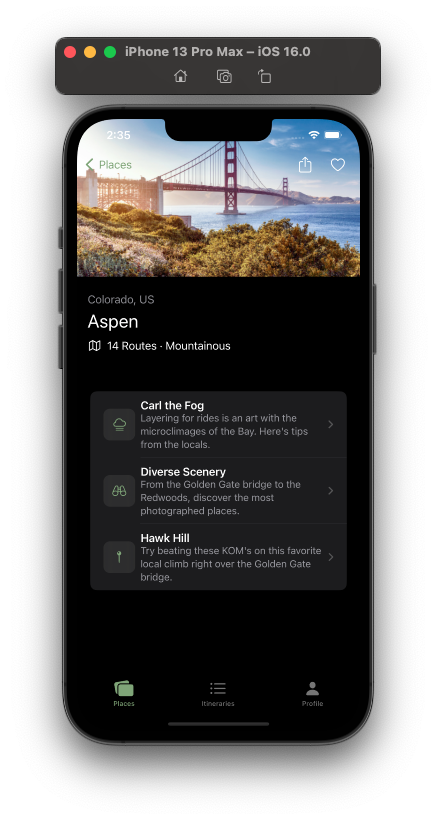 iPhone 13 Pro Max – iOS 16.0
2:35
Places
Colorado, US
Aspen
14 Routes · Mountainous
Carl the Fog
Layering for rides is an art with the
microclimages of the Bay. Here's tips
from the locals.
Diverse Scenery
From the Golden Gate bridge to the
Redwoods, discover the most
photographed places.
Hawk Hill
Try beating these KOM's on this favorite
local climb right over the Golden Gate
bridge.
Places
Itineraries
Profile